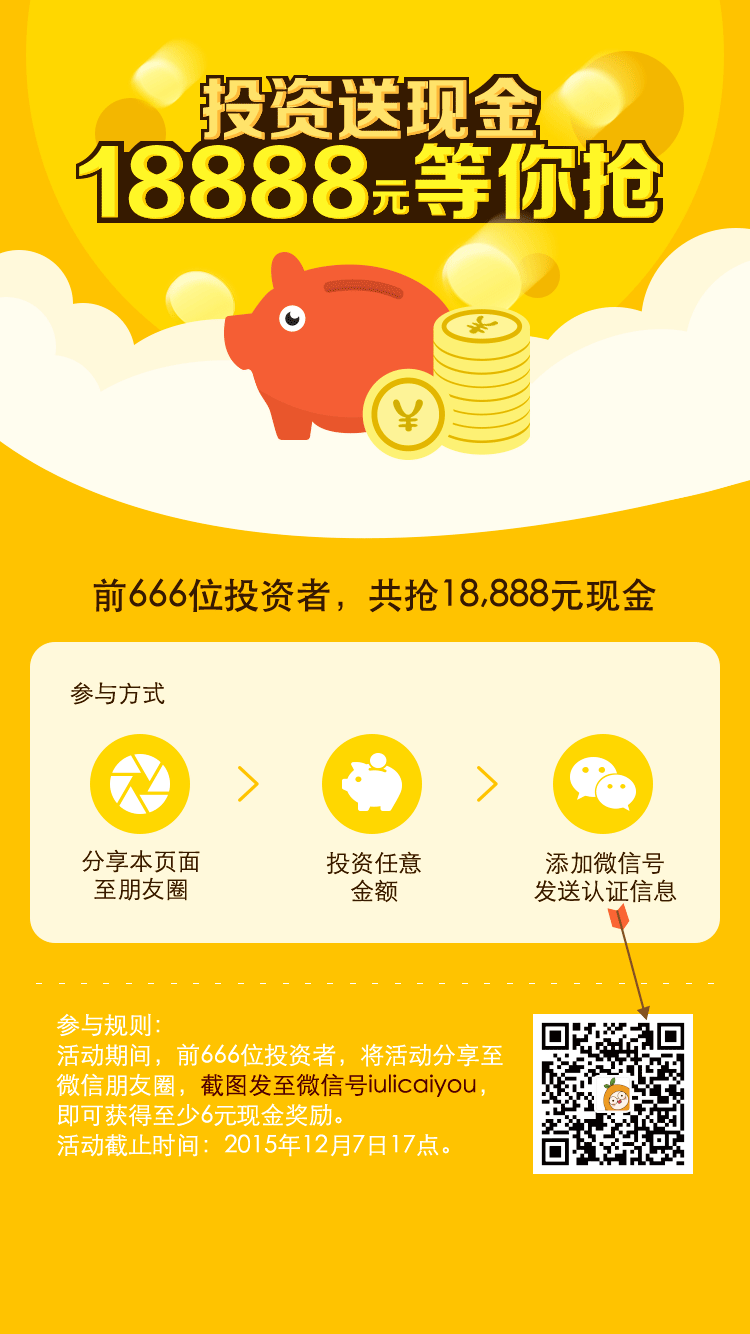 投资送现金
18888元等你抢
前666位投资者，共抢18,888元现金
参与方式
分享本页面
至朋友圈
投资任意
金额
添加微信号
发送认证信息
参与规则：
活动期间，前666位投资者，将活动分享至
微信朋友圈，截图发至微信号iulicaiyou，
即可获得至少6元现金奖励。
活动截止时间：2015年12月7日17点。